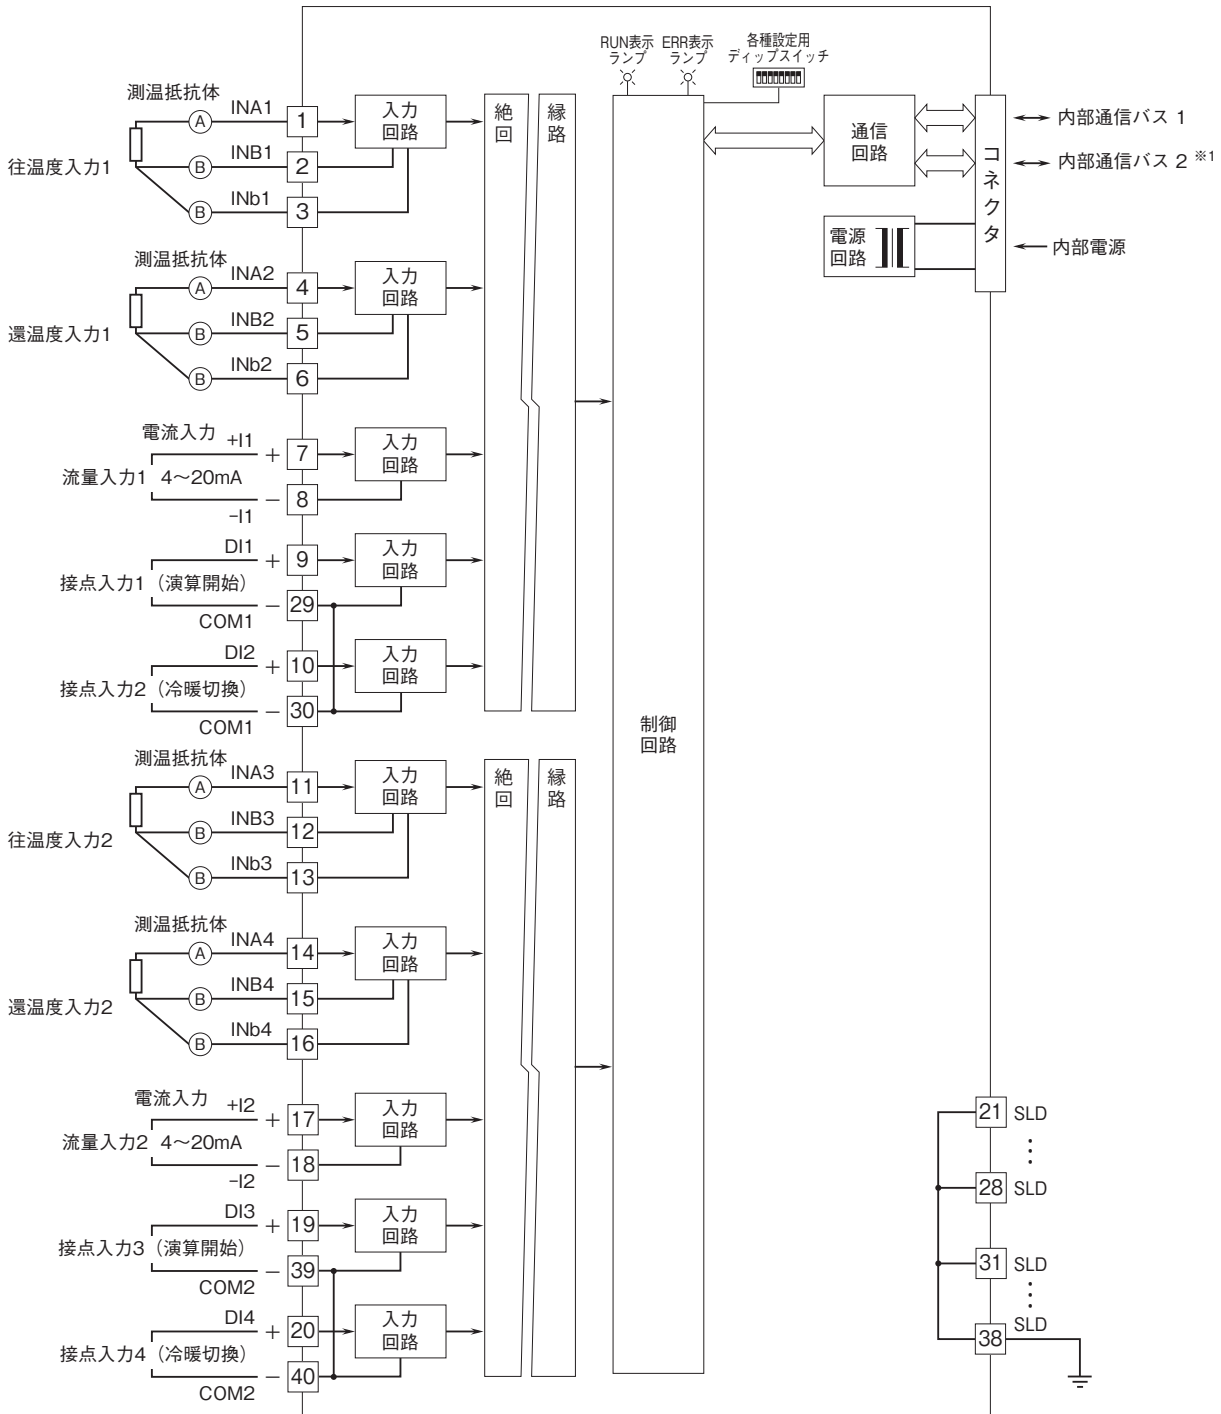 RUN表示
ランプ
ERR表示
ランプ
各種設定用
ディップスイッチ
測温抵抗体
往温度入力1
A
INA1
1
B
INB1
2
B
INb1
3
入力
回路
測温抵抗体
還温度入力1
A
INA2
4
B
INB2
5
B
INb2
6
入力
回路
電流入力
流量入力1
4～20mA
+I1
+
7
−
8
−I1
入力
回路
接点入力1（演算開始）
DI1
+
9
−
29
COM1
入力
回路
接点入力2（冷暖切換）
DI2
+
10
−
30
COM1
入力
回路
絶縁
回路
測温抵抗体
往温度入力2
A
INA3
11
B
INB3
12
B
INb3
13
入力
回路
測温抵抗体
還温度入力2
A
INA4
14
B
INB4
15
B
INb4
16
入力
回路
電流入力
流量入力2
4～20mA
+I2
+
17
−
18
−I2
入力
回路
接点入力3（演算開始）
DI3
+
19
−
39
COM2
入力
回路
接点入力4（冷暖切換）
DI4
+
20
−
40
COM2
入力
回路
絶縁
回路
制御
回路
通信
回路
電源
回路
コネクタ
内部通信バス 1
内部通信バス 2 ※1
内部電源
21 SLD
28 SLD
31 SLD
SLD
38